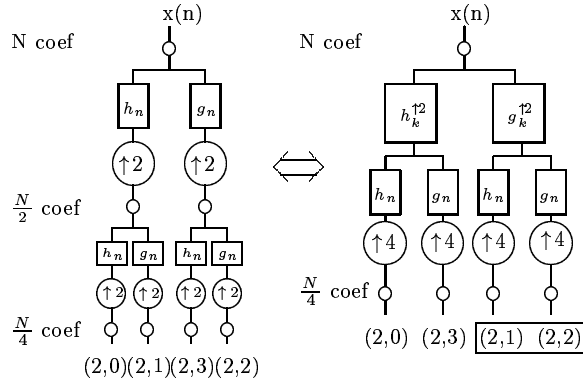 x(n) x(n)
N coef N coef
h_n g_n h_k^{↑2} g_k^{↑2}
↑2 ↑2
h_n g_n h_n g_n
N/2 coef
↑4 ↑4 ↑4 ↑4
h_n g_n h_n g_n
↑2 ↑2 ↑2 ↑2
N/4 coef
N/4 coef
(2,0) (2,3) (2,1) (2,2)
(2,0)(2,1)(2,3)(2,2)